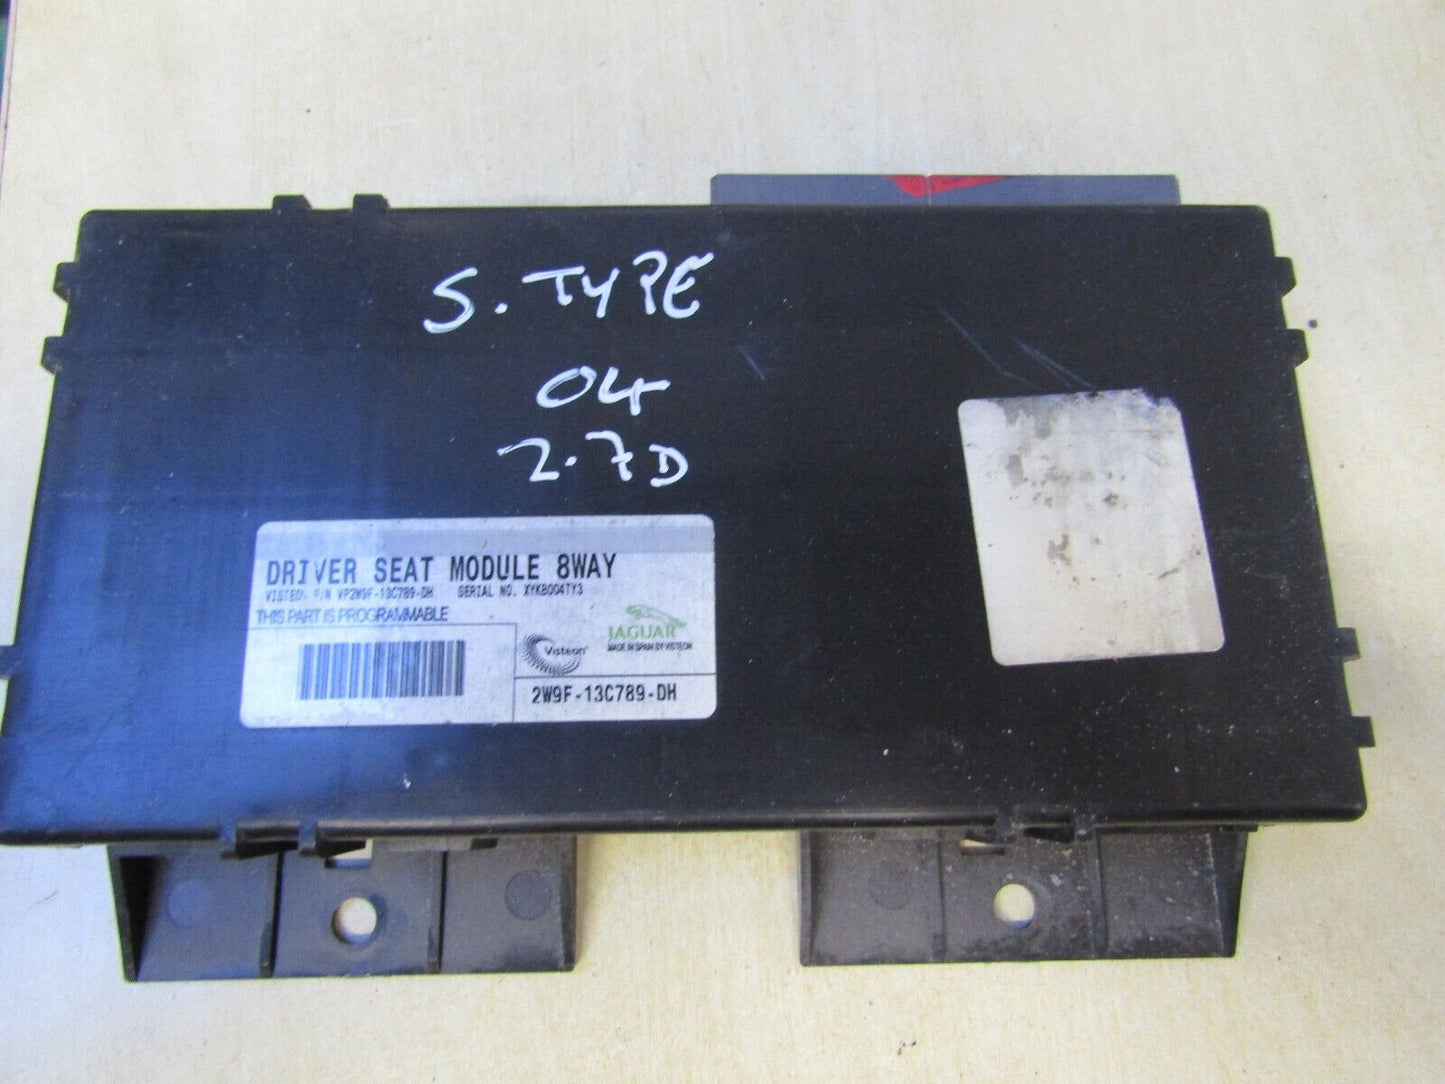 S. TYPE
04
2.7D
DRIVER SEAT MODULE 8WAY
VISTEON P/N VP2W9F-13C789-DH SERIAL NO. XYKB004TY3
THIS PART IS PROGRAMMABLE
Visteon
JAGUAR
MADE IN SPAIN BY VISTEON
2W9F-13C789-DH